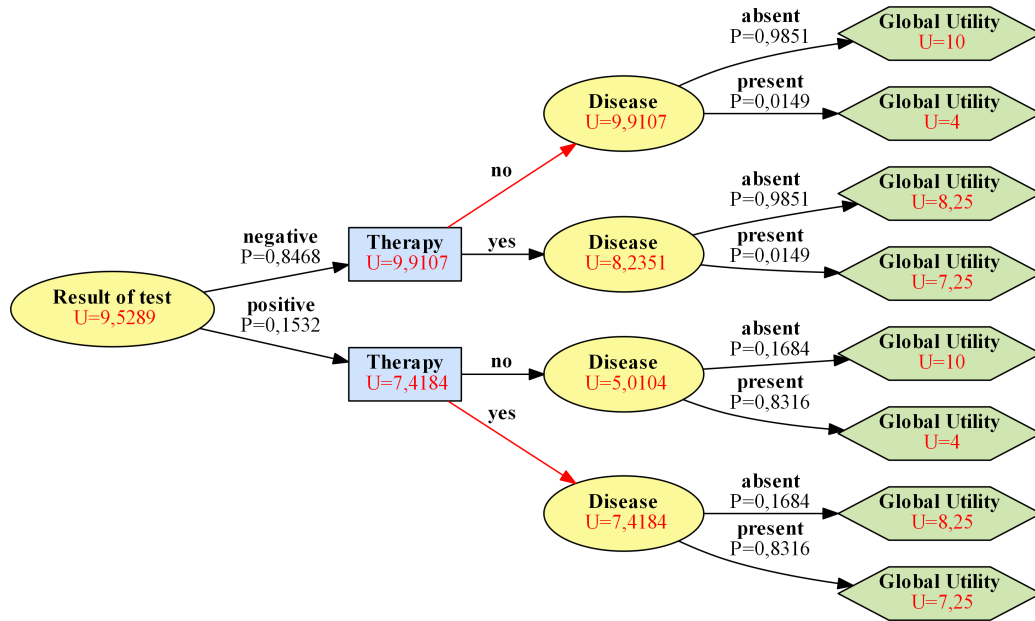 absent
P=0,9851
Global Utility
U=10
present
P=0,0149
Global Utility
U=4
Disease
U=9,9107
no
absent
P=0,9851
Global Utility
U=8,25
present
P=0,0149
Global Utility
U=7,25
negative
P=0,8468
Therapy
U=9,9107
yes
Disease
U=8,2351
Result of test
U=9,5289
positive
P=0,1532
Therapy
U=7,4184
no
Disease
U=5,0104
absent
P=0,1684
Global Utility
U=10
present
P=0,8316
Global Utility
U=4
yes
Disease
U=7,4184
absent
P=0,1684
Global Utility
U=8,25
present
P=0,8316
Global Utility
U=7,25